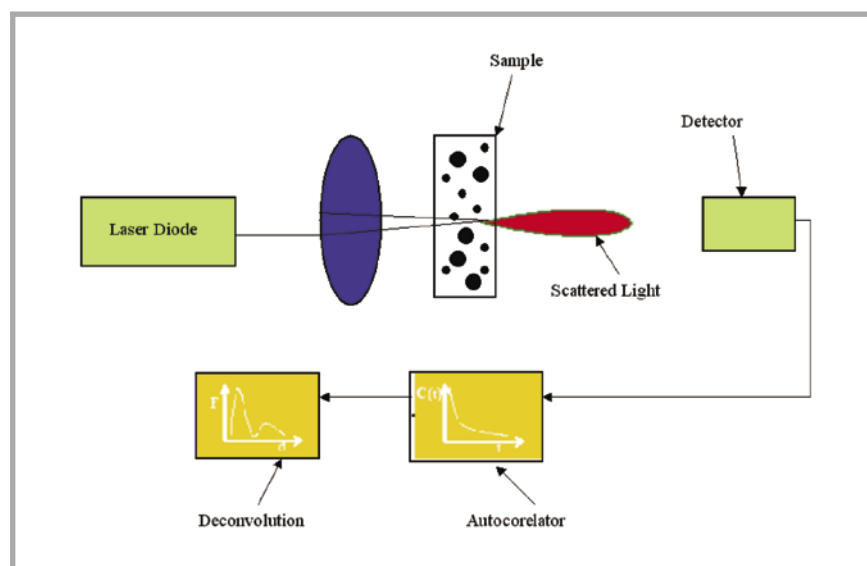 Sample
Detector
Laser Diode
Scattered Light
F
d
C(t)
t
Deconvolution
Autocorelator